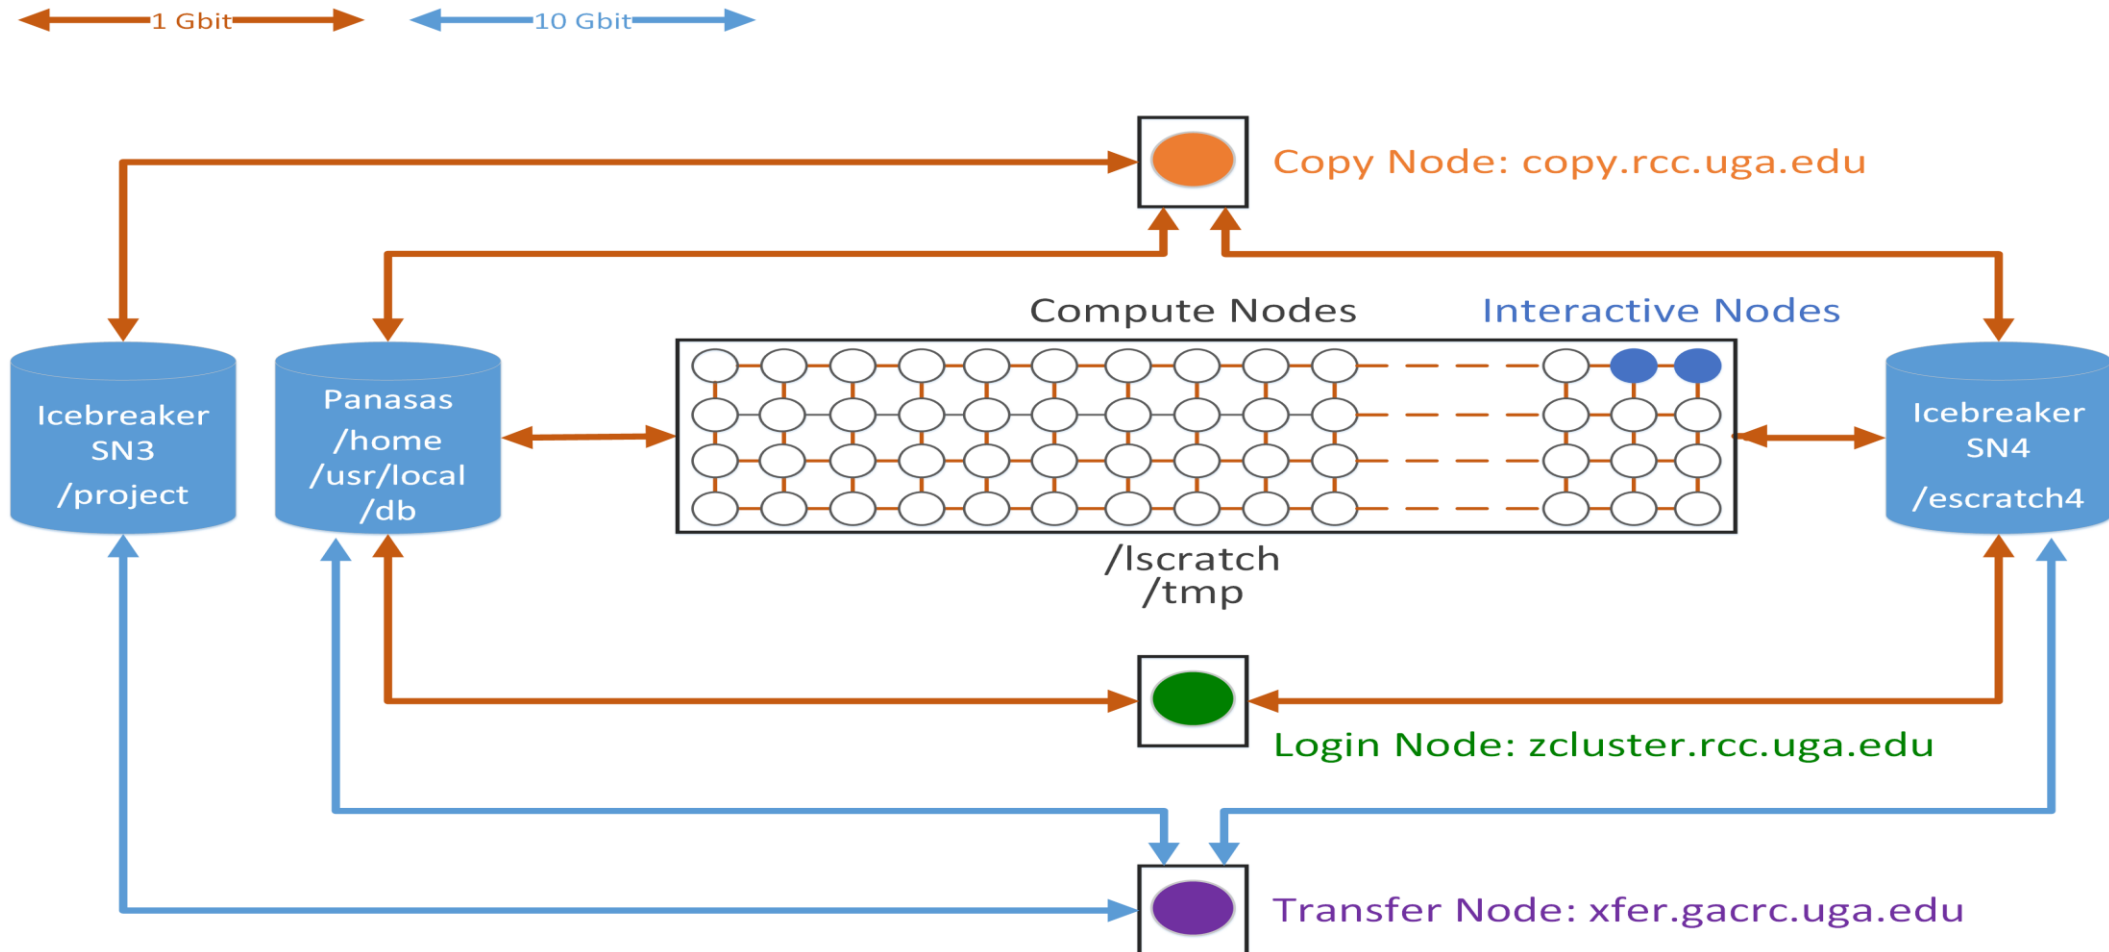 1 Gbit
10 Gbit
Copy Node: copy.rcc.uga.edu
Compute Nodes
Interactive Nodes
Icebreaker
SN3
/project
Panasas
/home
/usr/local
/db
Icebreaker
SN4
/escratch4
/lscratch
/tmp
Login Node: zcluster.rcc.uga.edu
Transfer Node: xfer.gacrc.uga.edu